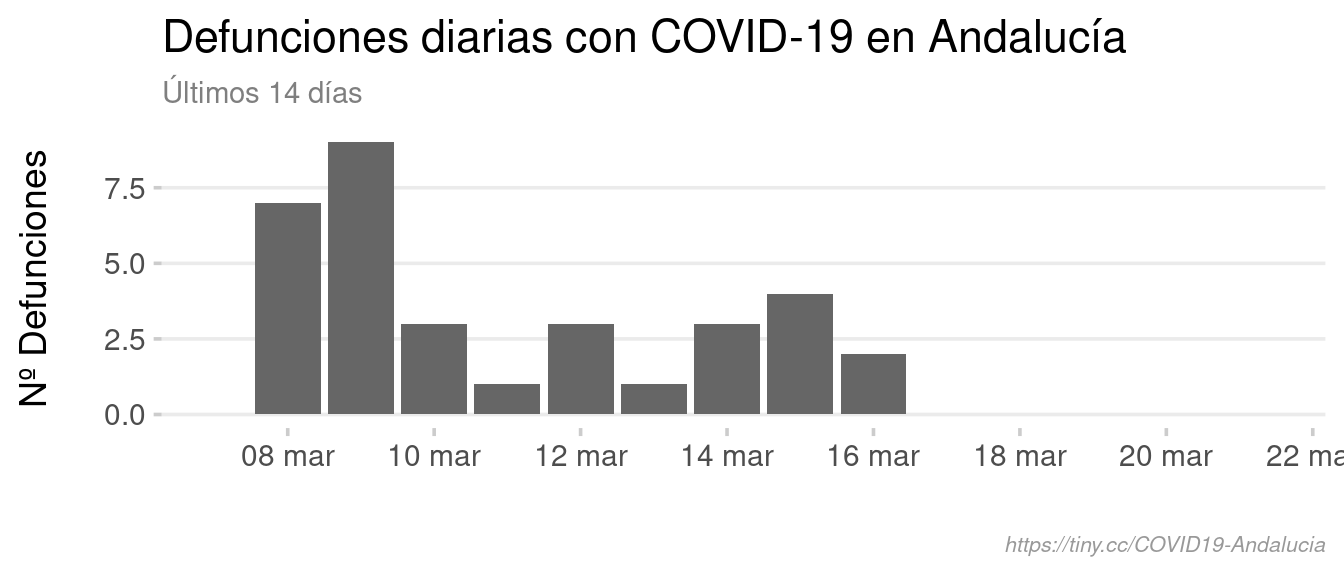 Defunciones diarias con COVID-19 en Andalucía
Últimos 14 días
Nº Defunciones
7.5
5.0
2.5
0.0
08 mar 10 mar 12 mar 14 mar 16 mar 18 mar 20 mar 22 ma
https://tiny.cc/COVID19-Andalucia